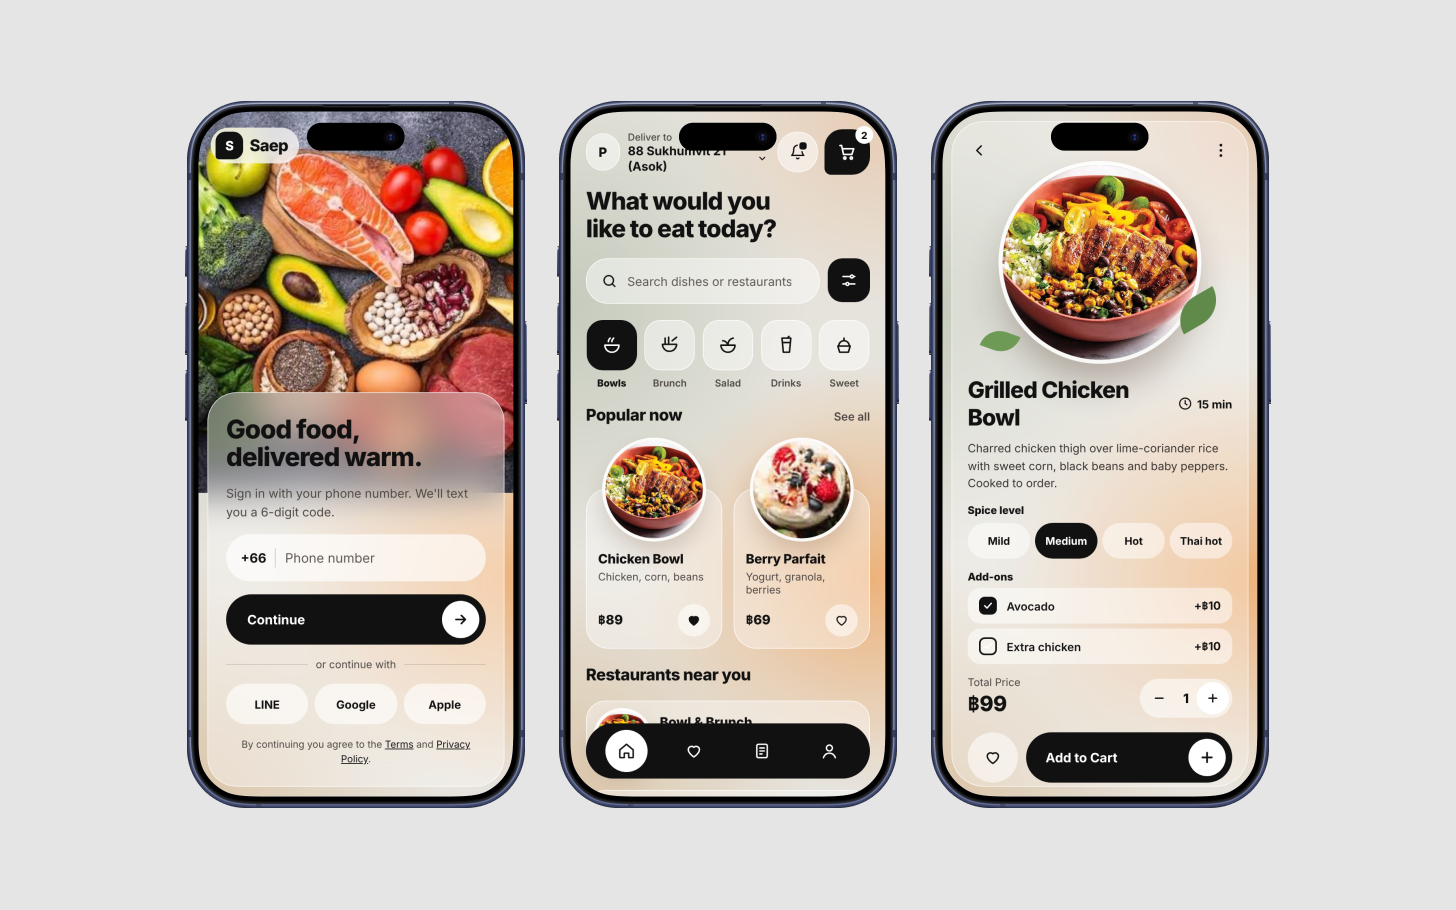 S Saep
Good food,
delivered warm.
Sign in with your phone number. We'll text
you a 6-digit code.
+66 Phone number
Continue
or continue with
LINE Google Apple
By continuing you agree to the Terms and Privacy
Policy.
P
Deliver to
88 Sukhumvit 21
(Asok)
2
What would you
like to eat today?
Search dishes or restaurants
Bowls Brunch Salad Drinks Sweet
Popular now See all
Chicken Bowl
Chicken, corn, beans
฿89
Berry Parfait
Yogurt, granola,
berries
฿69
Restaurants near you
Bowl & Brunch
Grilled Chicken
Bowl
15 min
Charred chicken thigh over lime-coriander rice
with sweet corn, black beans and baby peppers.
Cooked to order.
Spice level
Mild Medium Hot Thai hot
Add-ons
Avocado +฿10
Extra chicken +฿10
Total Price
฿99
1
Add to Cart